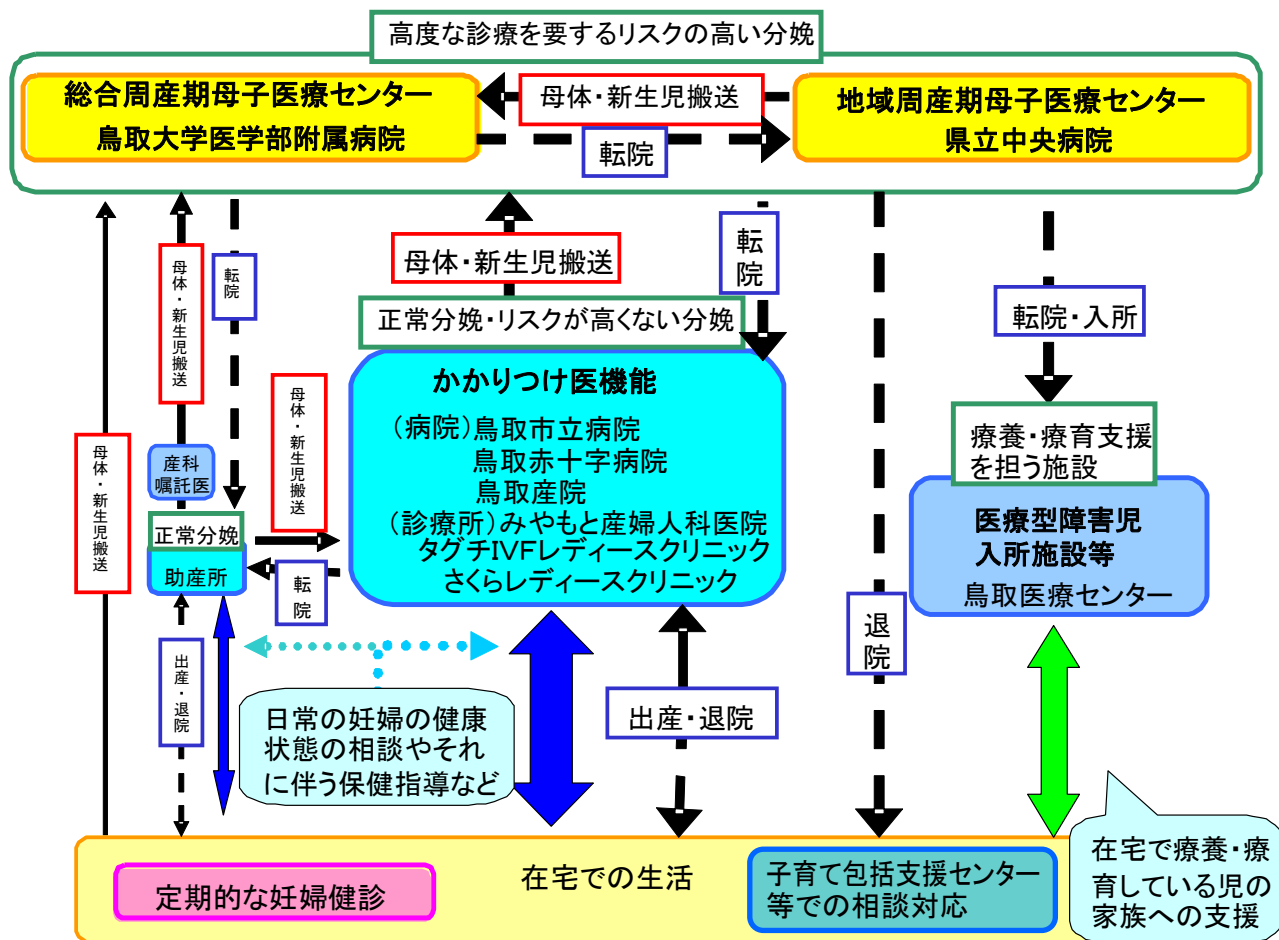 高度な診療を要するリスクの高い分娩
総合周産期母子医療センター
鳥取大学医学部附属病院
母体・新生児搬送
転院
地域周産期母子医療センター
県立中央病院
母体・新生児搬送
転院
母体・新生児搬送
転院
転院・入所
母体・新生児搬送
産科
嘱託医
正常分娩
助産所
母体・新生児搬送
転院
正常分娩・リスクが高くない分娩
かかりつけ医機能
（病院）鳥取市立病院
鳥取赤十字病院
鳥取産院
（診療所）みやもと産婦人科医院
タグチIVFレディースクリニック
さくらレディースクリニック
療養・療育支援
を担う施設
医療型障害児
入所施設等
鳥取医療センター
出産・退院
日常の妊婦の健康
状態の相談やそれ
に伴う保健指導など
出産・退院
退院
在宅での生活
定期的な妊婦健診
子育て包括支援センター
等での相談対応
在宅で療養・療
育している児の
家族への支援